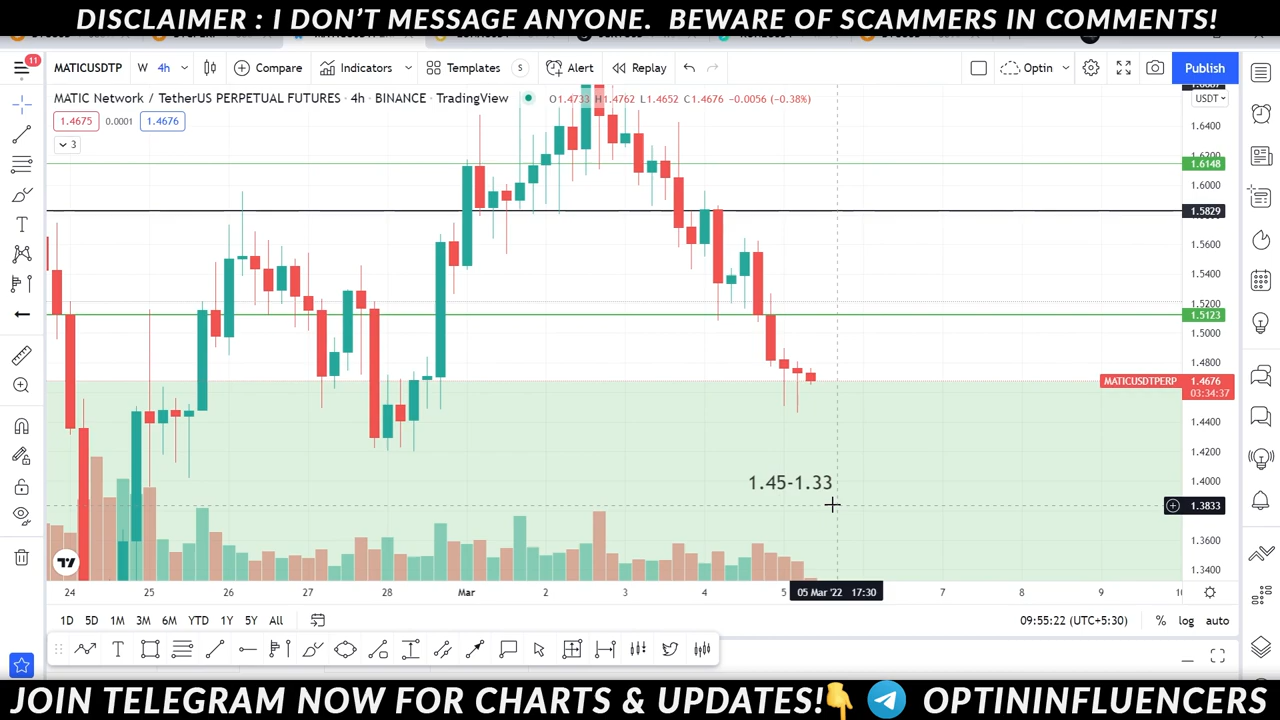 DISCLAIMER : I DON'T MESSAGE ANYONE. BEWARE OF SCAMMERS IN COMMENTS!
11
MATICUSDTP W 4h Compare Indicators Templates S Alert Replay Optin Publish
MATIC Network / TetherUS PERPETUAL FUTURES · 4h · BINANCE · TradingVi
O1.4733 H1.4762 L1.4652 C1.4676 −0.0056 (−0.38%)
USDT
1.4675 0.0001 1.4676
3
1.6400
1.6148
1.6000
1.5829
1.5600
1.5400
1.5200
1.5123
1.5000
1.4800
MATICUSDTPERP 1.4676
03:34:37
1.4400
1.4200
1.45-1.33
1.4000
1.3833
1.3600
1.3400
24 25 26 27 28 Mar 2 3 4 5 05 Mar '22 17:30 7 8 9
1D 5D 1M 3M 6M YTD 1Y 5Y All
09:55:22 (UTC+5:30) % log auto
JOIN TELEGRAM NOW FOR CHARTS & UPDATES!👇 OPTININFLUENCERS